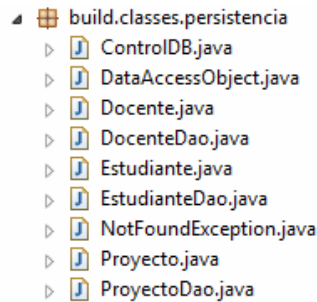 build.classes.persistencia
ControlDB.java
DataAccessObject.java
Docente.java
DocenteDao.java
Estudiante.java
EstudianteDao.java
NotFoundException.java
Proyecto.java
ProyectoDao.java